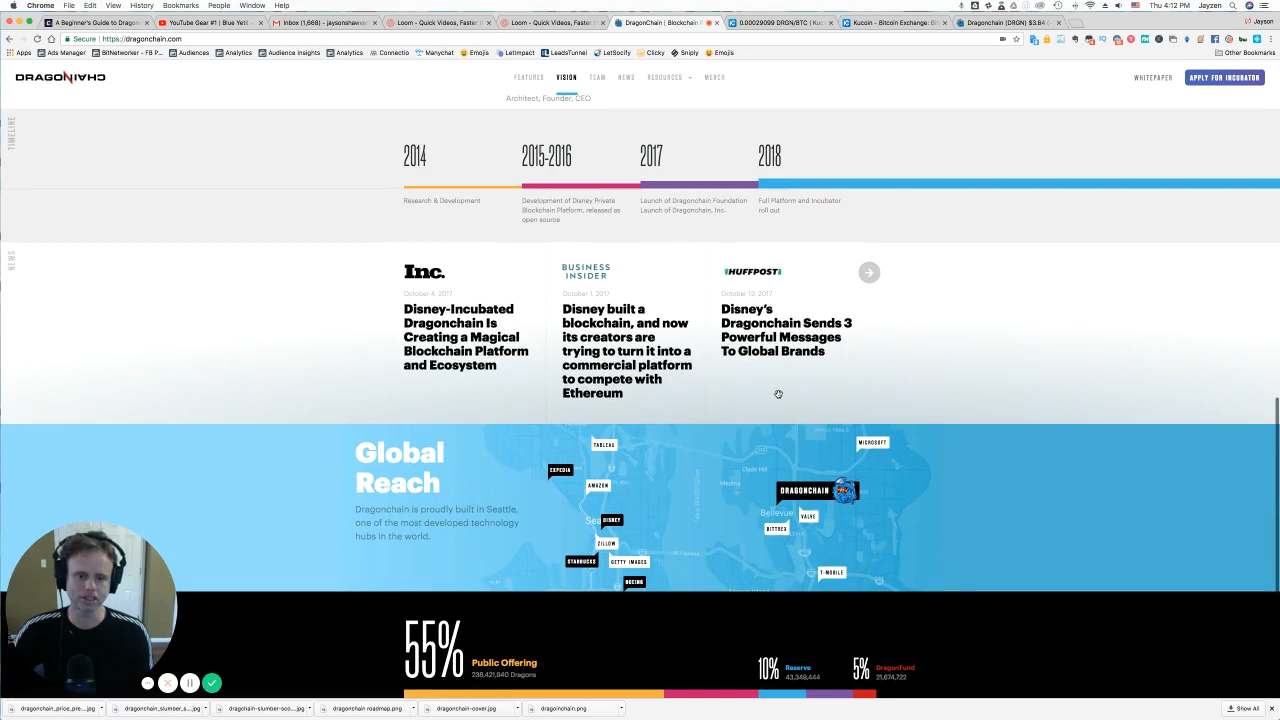 Chrome File Edit View History Bookmarks People Window Help
Thu 4:12 PM Jayzen
A Beginner's Guide to Dragon
YouTube Gear #1 | Blue Yeti
Inbox (1,668) - jaysonshawver
Loom - Quick Videos, Faster
Loom - Quick Videos, Faster
DragonChain | Blockchain P
0.00029099 DRGN/BTC | Kuc
Kucoin - Bitcoin Exchange: Bi
Dragonchain (DRGN) $3.84
Jayson
Secure https://dragonchain.com
Apps Ads Manager BitNetworker - FB P... Audiences Analytics Audience Insights Analytics Connectio Manychat Emojis LetImpact LeadsTunnel LetSocify Clicky Sniply Emojis Other Bookmarks
DRAGONCHAIN
FEATURES VISION TEAM NEWS RESOURCES MERCH
WHITEPAPER APPLY FOR INCUBATOR
Architect, Founder, CEO
TIMELINE
2014
Research & Development
2015-2016
Development of Disney Private
Blockchain Platform, released as
open source
2017
Launch of Dragonchain Foundation
Launch of Dragonchain, Inc.
2018
Full Platform and Incubator
roll out
NEWS
Inc.
October 4, 2017
Disney-Incubated
Dragonchain Is
Creating a Magical
Blockchain Platform
and Ecosystem
BUSINESS
INSIDER
October 1, 2017
Disney built a
blockchain, and now
its creators are
trying to turn it into a
commercial platform
to compete with
Ethereum
HUFFPOST
October 13, 2017
Disney's
Dragonchain Sends 3
Powerful Messages
To Global Brands
Global
Reach
Dragonchain is proudly built in Seattle,
one of the most developed technology
hubs in the world.
TABLEAU
EXPEDIA
AMAZON
Sea
DISNEY
ZILLOW
STARBUCKS
GETTY IMAGES
BOEING
MICROSOFT
Clyde Hill
Medina
DRAGONCHAIN
Bellevue
VALVE
BITTREX
T-MOBILE
55%
Public Offering
238,421,940 Dragons
10%
Reserve
43,349,444
5%
DragonFund
21,674,722
dragonchain_price_pre....jpg
dragonchain_slumber_s...jpg
dragchain-slumber-sco....jpg
dragonchain roadmap.png
dragonchain-cover.jpg
dragoinchain.png
Show All